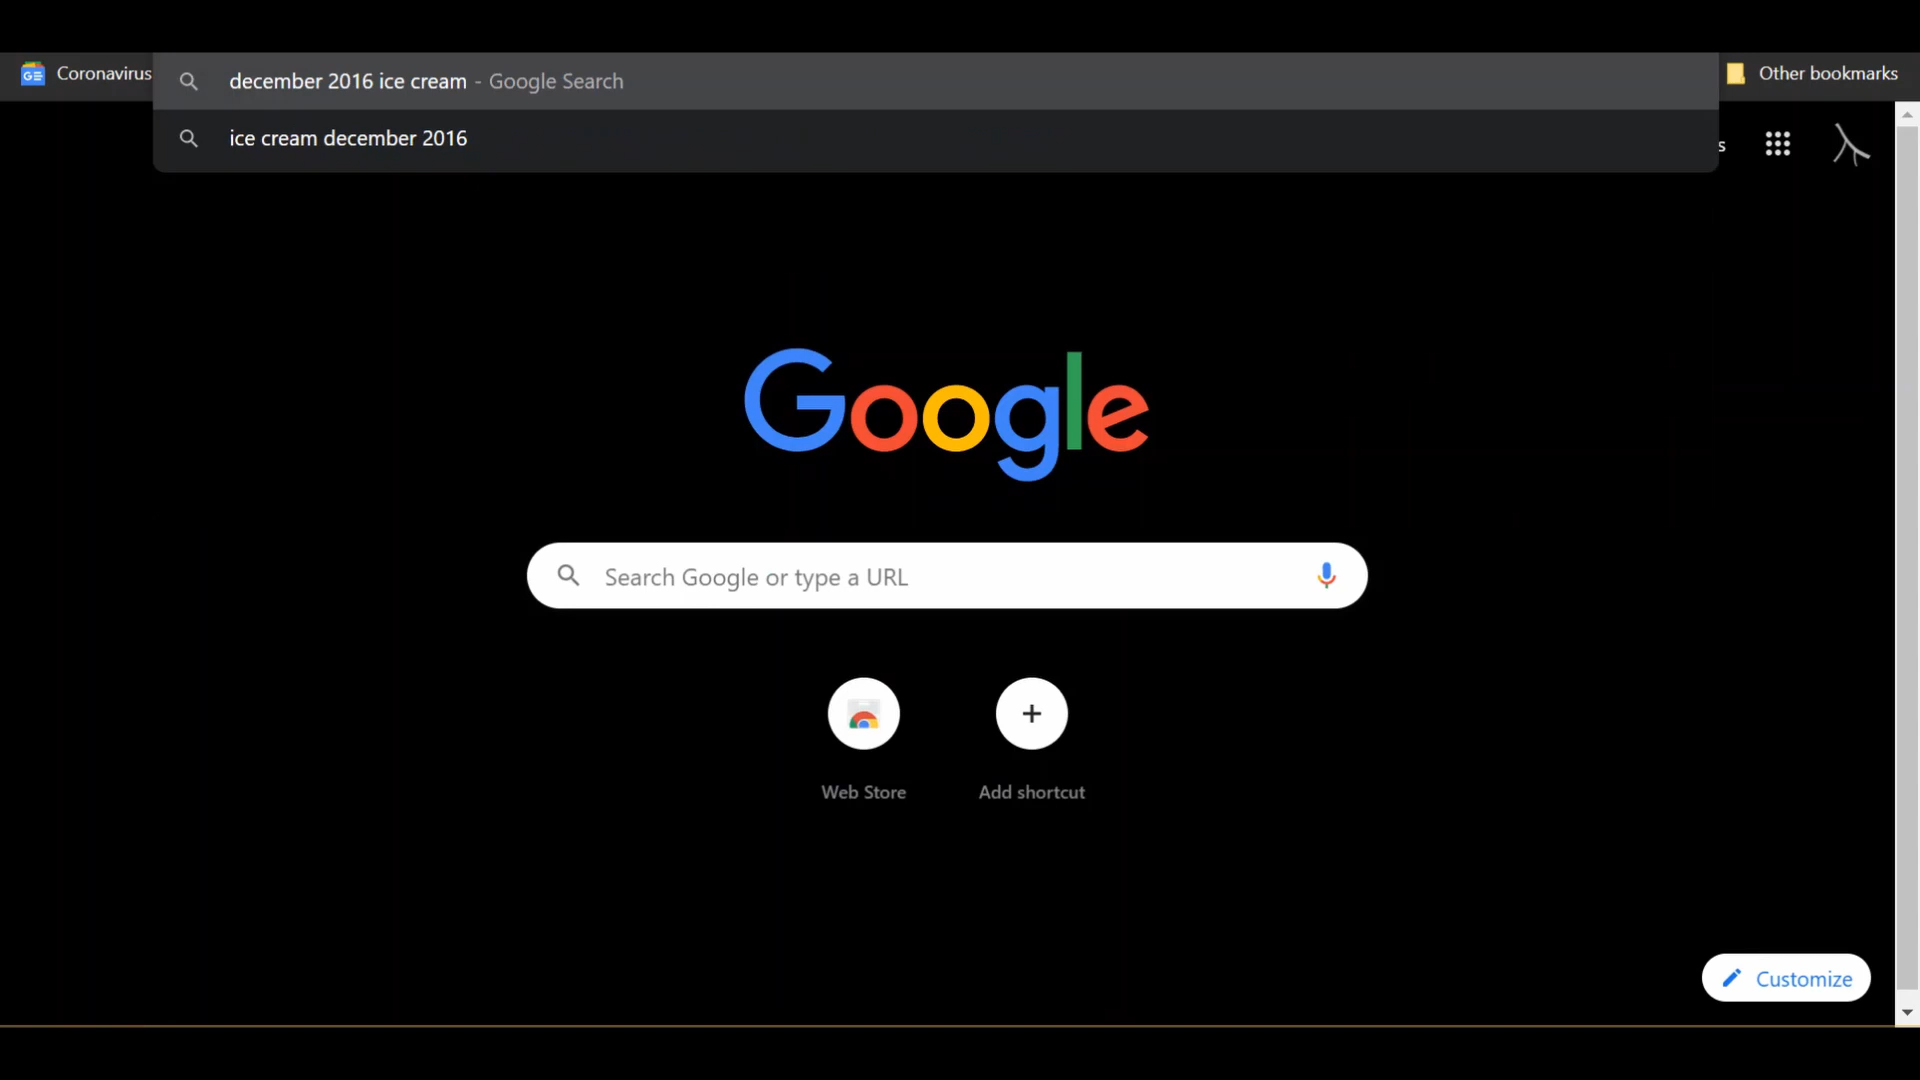 Coronavirus
december 2016 ice cream - Google Search
Other bookmarks
ice cream december 2016
s
Google
Search Google or type a URL
Web Store
Add shortcut
Customize